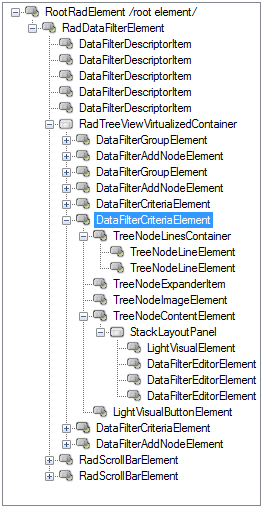 RootRadElement /root element/
RadDataFilterElement
DataFilterDescriptorItem
DataFilterDescriptorItem
DataFilterDescriptorItem
DataFilterDescriptorItem
DataFilterDescriptorItem
RadTreeViewVirtualizedContainer
DataFilterGroupElement
DataFilterAddNodeElement
DataFilterGroupElement
DataFilterAddNodeElement
DataFilterCriteriaElement
DataFilterCriteriaElement
TreeNodeLinesContainer
TreeNodeLineElement
TreeNodeLineElement
TreeNodeExpanderItem
TreeNodeImageElement
TreeNodeContentElement
StackLayoutPanel
LightVisualElement
DataFilterEditorElement
DataFilterEditorElement
DataFilterEditorElement
LightVisualButtonElement
DataFilterCriteriaElement
DataFilterAddNodeElement
RadScrollBarElement
RadScrollBarElement